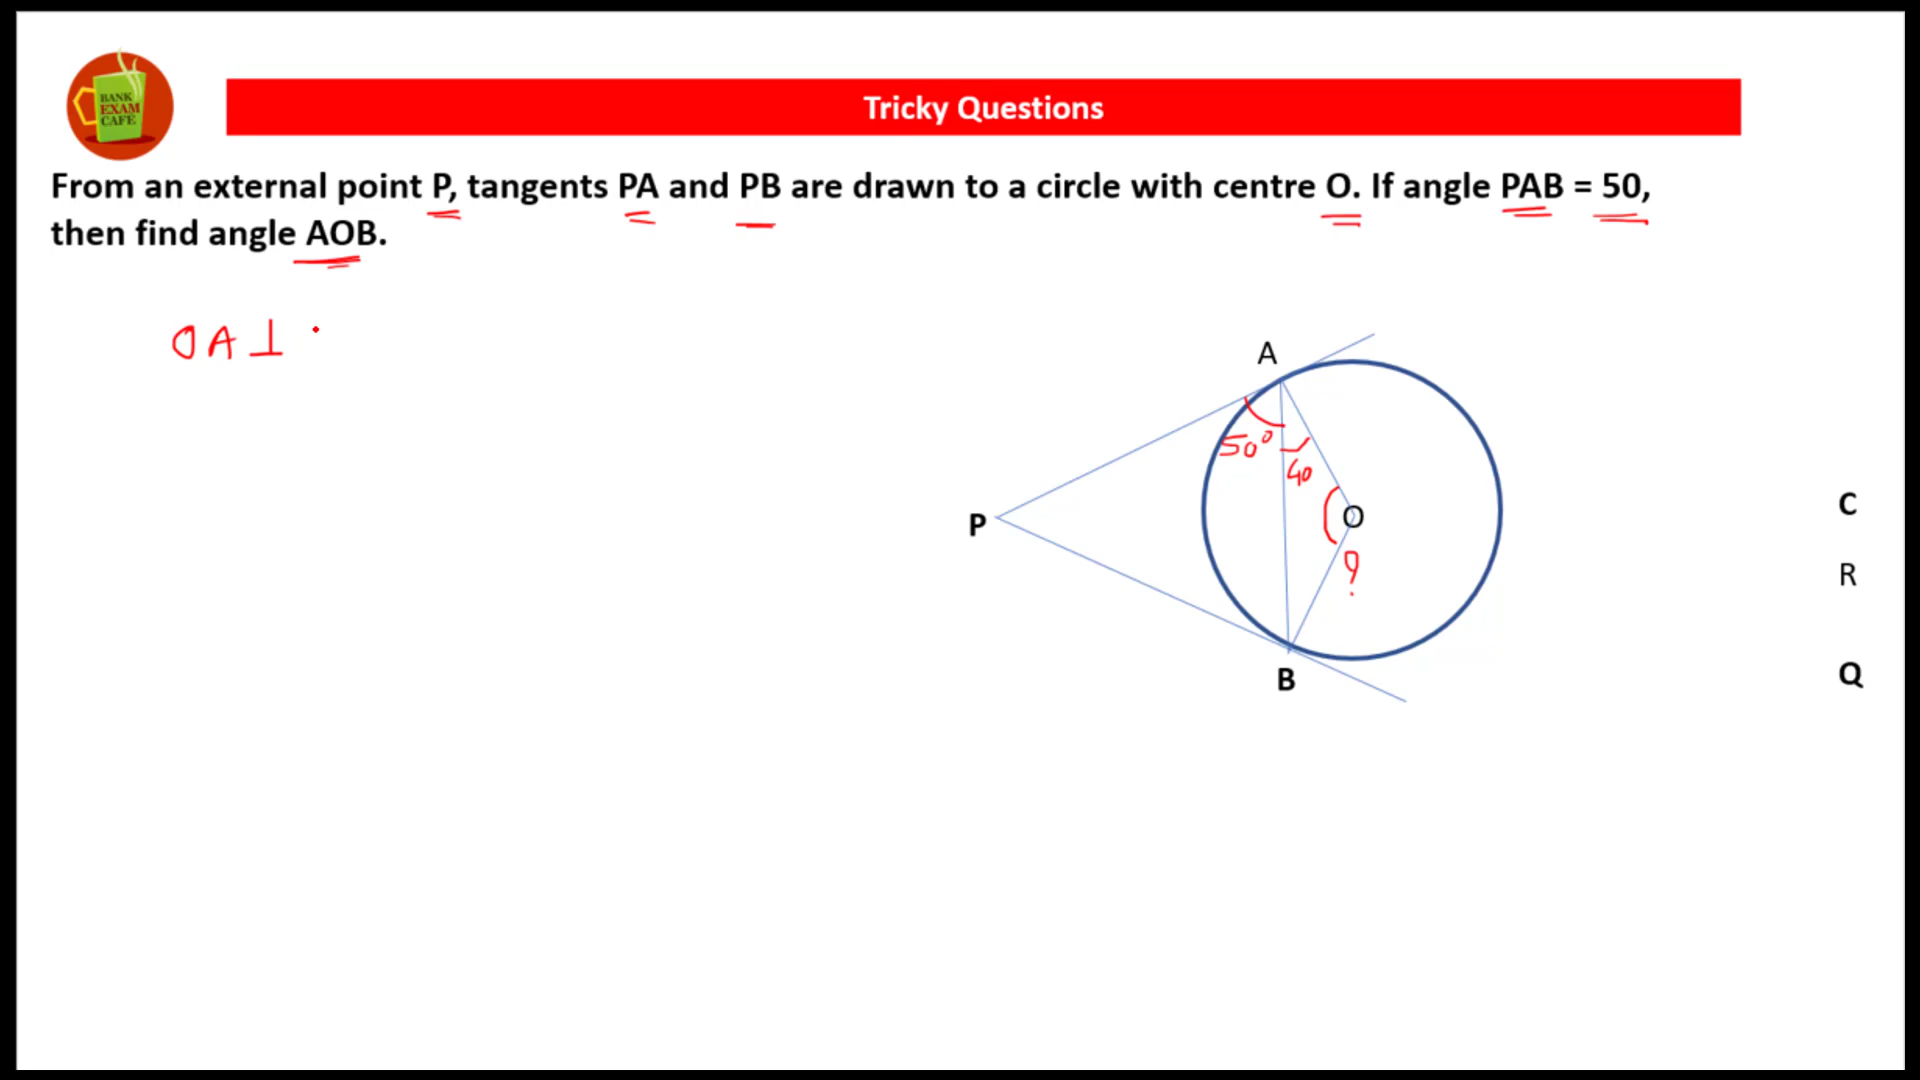 BANK
EXAM
CAFE
Tricky Questions
From an external point P, tangents PA and PB are drawn to a circle with centre O. If angle PAB = 50,
then find angle AOB.
OA⊥
A
50°
40
P
O
?
B
C
R
Q